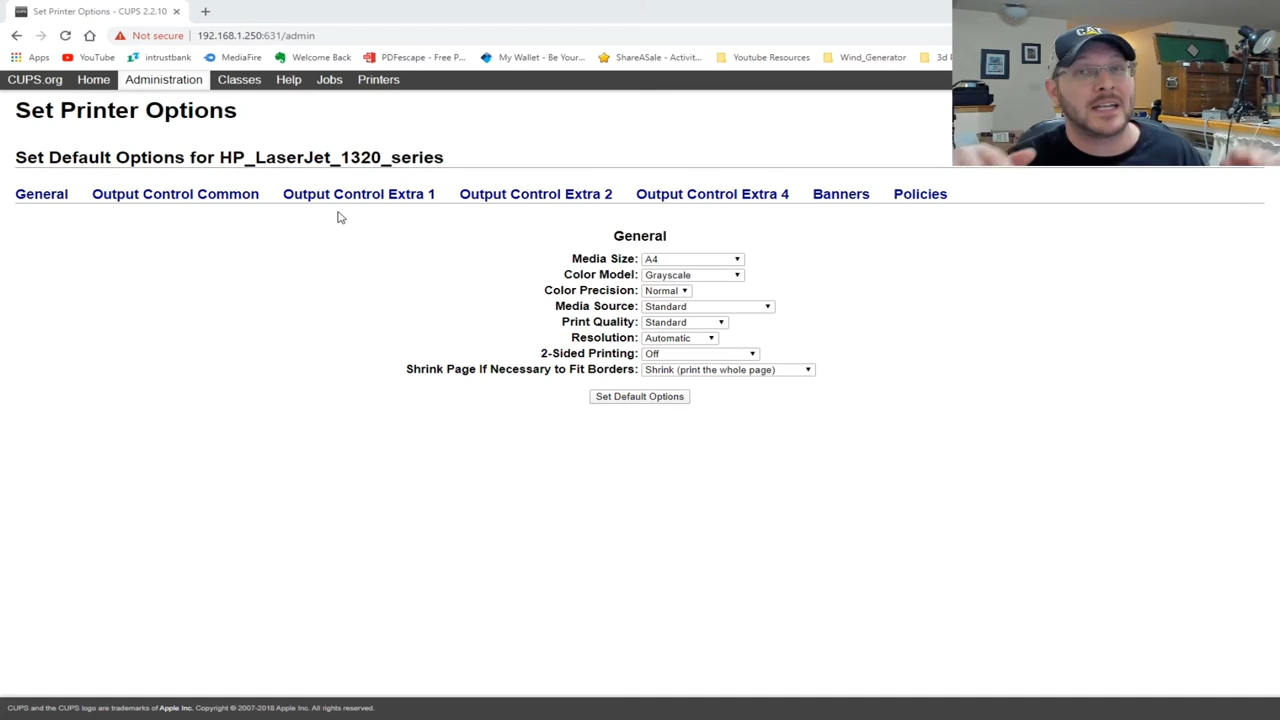 Set Printer Options - CUPS 2.2.10
Not secure 192.168.1.250:631/admin
Apps YouTube intrustbank MediaFire Welcome Back PDFescape - Free P... My Wallet - Be Your... ShareASale - Activit... Youtube Resources Wind_Generator 3d
CUPS.org Home Administration Classes Help Jobs Printers
CAT
Set Printer Options
Set Default Options for HP_LaserJet_1320_series
General Output Control Common Output Control Extra 1 Output Control Extra 2 Output Control Extra 4 Banners Policies
General
Media Size: A4
Color Model: Grayscale
Color Precision: Normal
Media Source: Standard
Print Quality: Standard
Resolution: Automatic
2-Sided Printing: Off
Shrink Page If Necessary to Fit Borders: Shrink (print the whole page)
Set Default Options
CUPS and the CUPS logo are trademarks of Apple Inc. Copyright © 2007-2018 Apple Inc. All rights reserved.